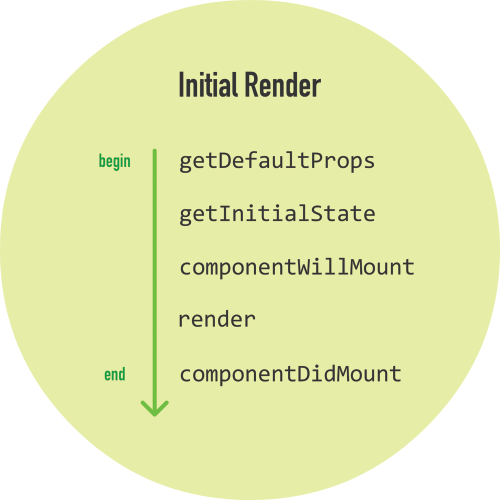 Initial Render
begin
getDefaultProps
getInitialState
componentWillMount
render
end
componentDidMount